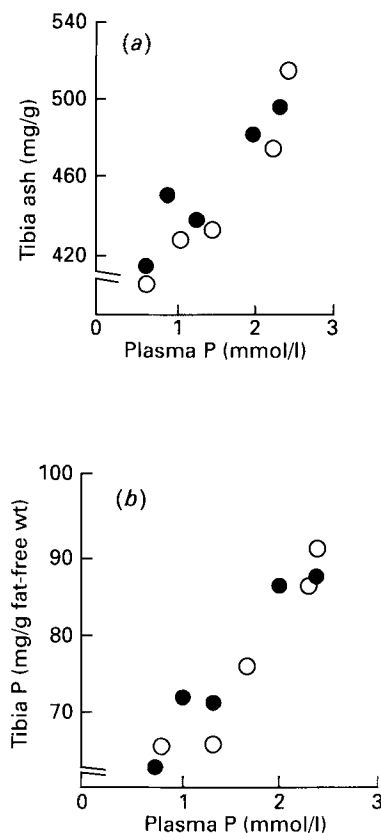 540
(a)
500
460
420
Tibia ash (mg/g)
0 1 2 3
Plasma P (mmol/l)
100
(b)
90
80
70
Tibia P (mg/g fat-free wt)
0 1 2 3
Plasma P (mmol/l)